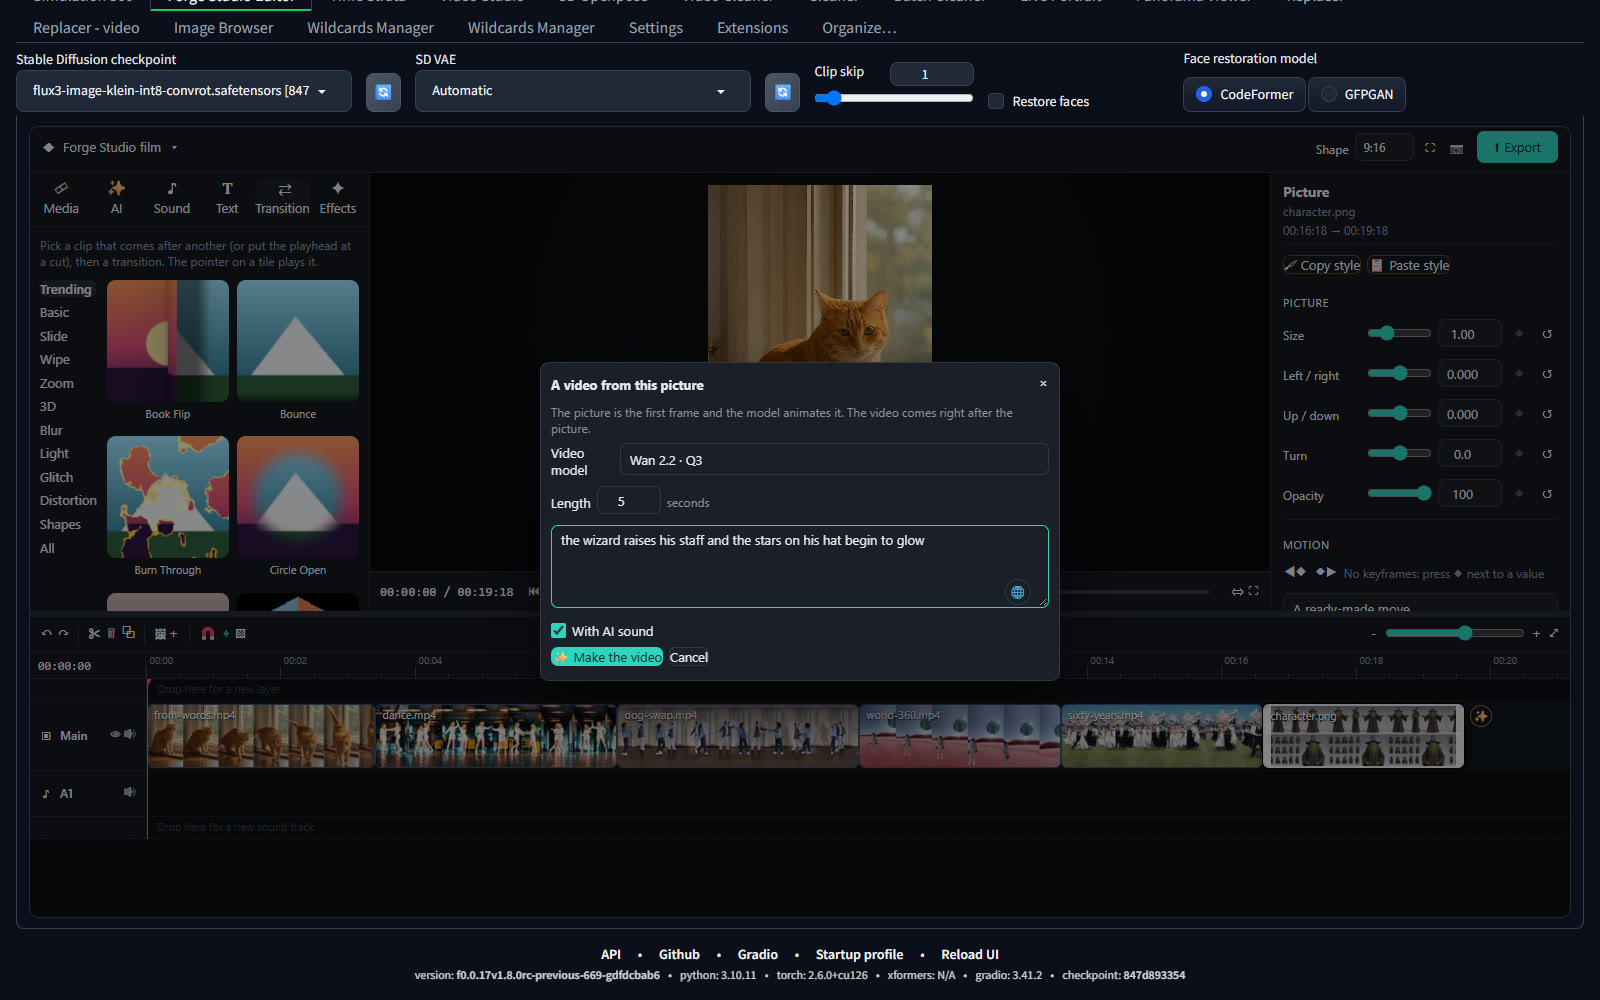 Forge Studio Editor
Replacer - video
Image Browser
Wildcards Manager
Wildcards Manager
Settings
Extensions
Organize…
Stable Diffusion checkpoint
flux3-image-klein-int8-convrot.safetensors [847
SD VAE
Automatic
Clip skip
1
Restore faces
Face restoration model
CodeFormer
GFPGAN
Forge Studio film
Shape
9:16
Export
Media
AI
Sound
Text
Transition
Effects
Pick a clip that comes after another (or put the playhead at
a cut), then a transition. The pointer on a tile plays it.
Trending
Basic
Slide
Wipe
Zoom
3D
Blur
Light
Glitch
Distortion
Shapes
All
Book Flip
Bounce
Burn Through
Circle Open
00:00:00 / 00:19:18
A video from this picture
×
The picture is the first frame and the model animates it. The video comes right after the
picture.
Video
model
Wan 2.2 · Q3
Length
5
seconds
the wizard raises his staff and the stars on his hat begin to glow
With AI sound
Make the video
Cancel
Picture
character.png
00:16:18 → 00:19:18
Copy style
Paste style
PICTURE
Size
1.00
Left / right
0.000
Up / down
0.000
Turn
0.0
Opacity
100
MOTION
No keyframes: press ◆ next to a value
A ready-made move
00:00:00
00:00
00:02
00:04
00:14
00:16
00:18
00:20
Drop here for a new layer
Main
from-words.mp4
dance.mp4
dog-swap.mp4
world-360.mp4
sixty-years.mp4
character.png
A1
Drop here for a new sound track
API • Github • Gradio • Startup profile • Reload UI
version: f0.0.17v1.8.0rc-previous-669-gdfdcbab6 • python: 3.10.11 • torch: 2.6.0+cu126 • xformers: N/A • gradio: 3.41.2 • checkpoint: 847d893354